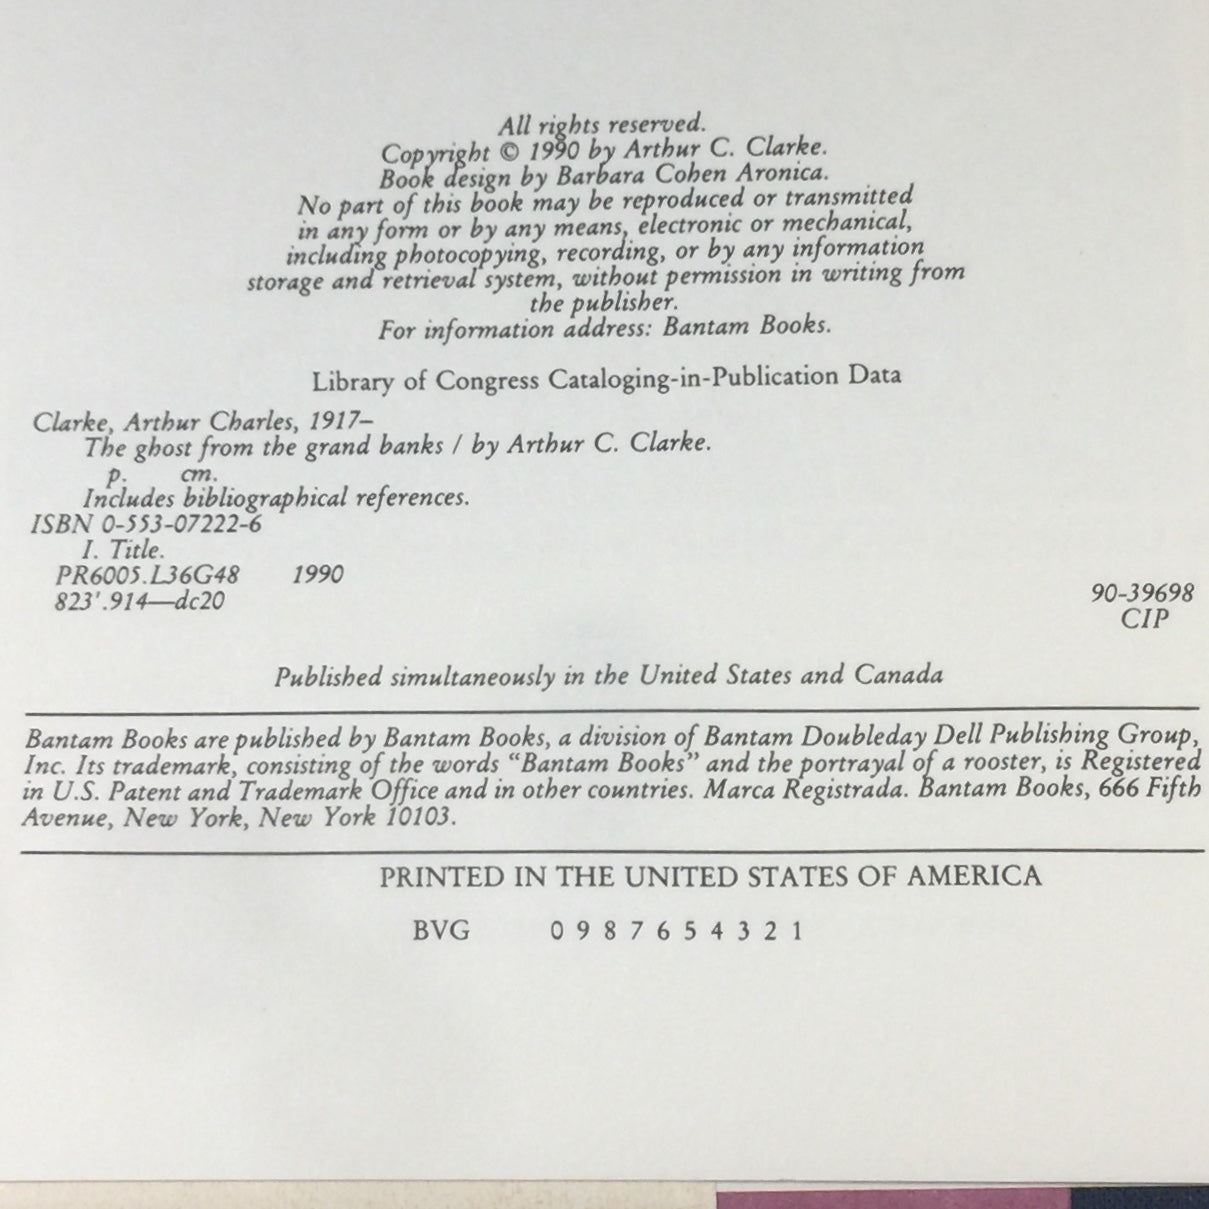 All rights reserved.
Copyright © 1990 by Arthur C. Clarke.
Book design by Barbara Cohen Aronica.
No part of this book may be reproduced or transmitted
in any form or by any means, electronic or mechanical,
including photocopying, recording, or by any information
storage and retrieval system, without permission in writing from
the publisher.
For information address: Bantam Books.
Library of Congress Cataloging-in-Publication Data
Clarke, Arthur Charles, 1917–
The ghost from the grand banks / by Arthur C. Clarke.
p. cm.
Includes bibliographical references.
ISBN 0-553-07222-6
I. Title.
PR6005.L36G48 1990
823'.914—dc20
90-39698
CIP
Published simultaneously in the United States and Canada
Bantam Books are published by Bantam Books, a division of Bantam Doubleday Dell Publishing Group,
Inc. Its trademark, consisting of the words “Bantam Books” and the portrayal of a rooster, is Registered
in U.S. Patent and Trademark Office and in other countries. Marca Registrada. Bantam Books, 666 Fifth
Avenue, New York, New York 10103.
PRINTED IN THE UNITED STATES OF AMERICA
BVG 0 9 8 7 6 5 4 3 2 1